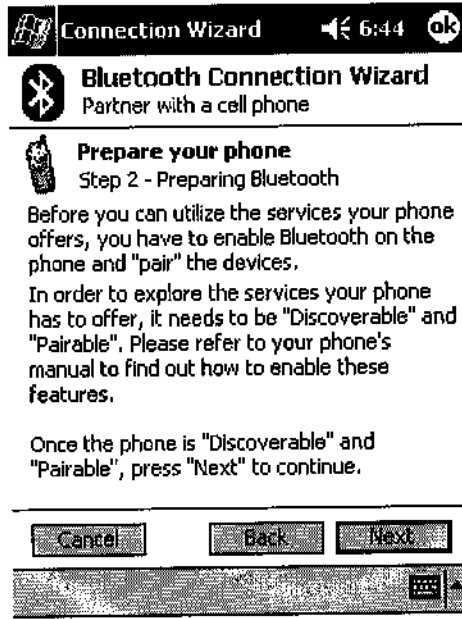 Connection Wizard 6:44 ok
Bluetooth Connection Wizard
Partner with a cell phone
Prepare your phone
Step 2 - Preparing Bluetooth
Before you can utilize the services your phone
offers, you have to enable Bluetooth on the
phone and "pair" the devices.
In order to explore the services your phone
has to offer, it needs to be "Discoverable" and
"Pairable". Please refer to your phone's
manual to find out how to enable these
features.
Once the phone is "Discoverable" and
"Pairable", press "Next" to continue.
Cancel Back Next